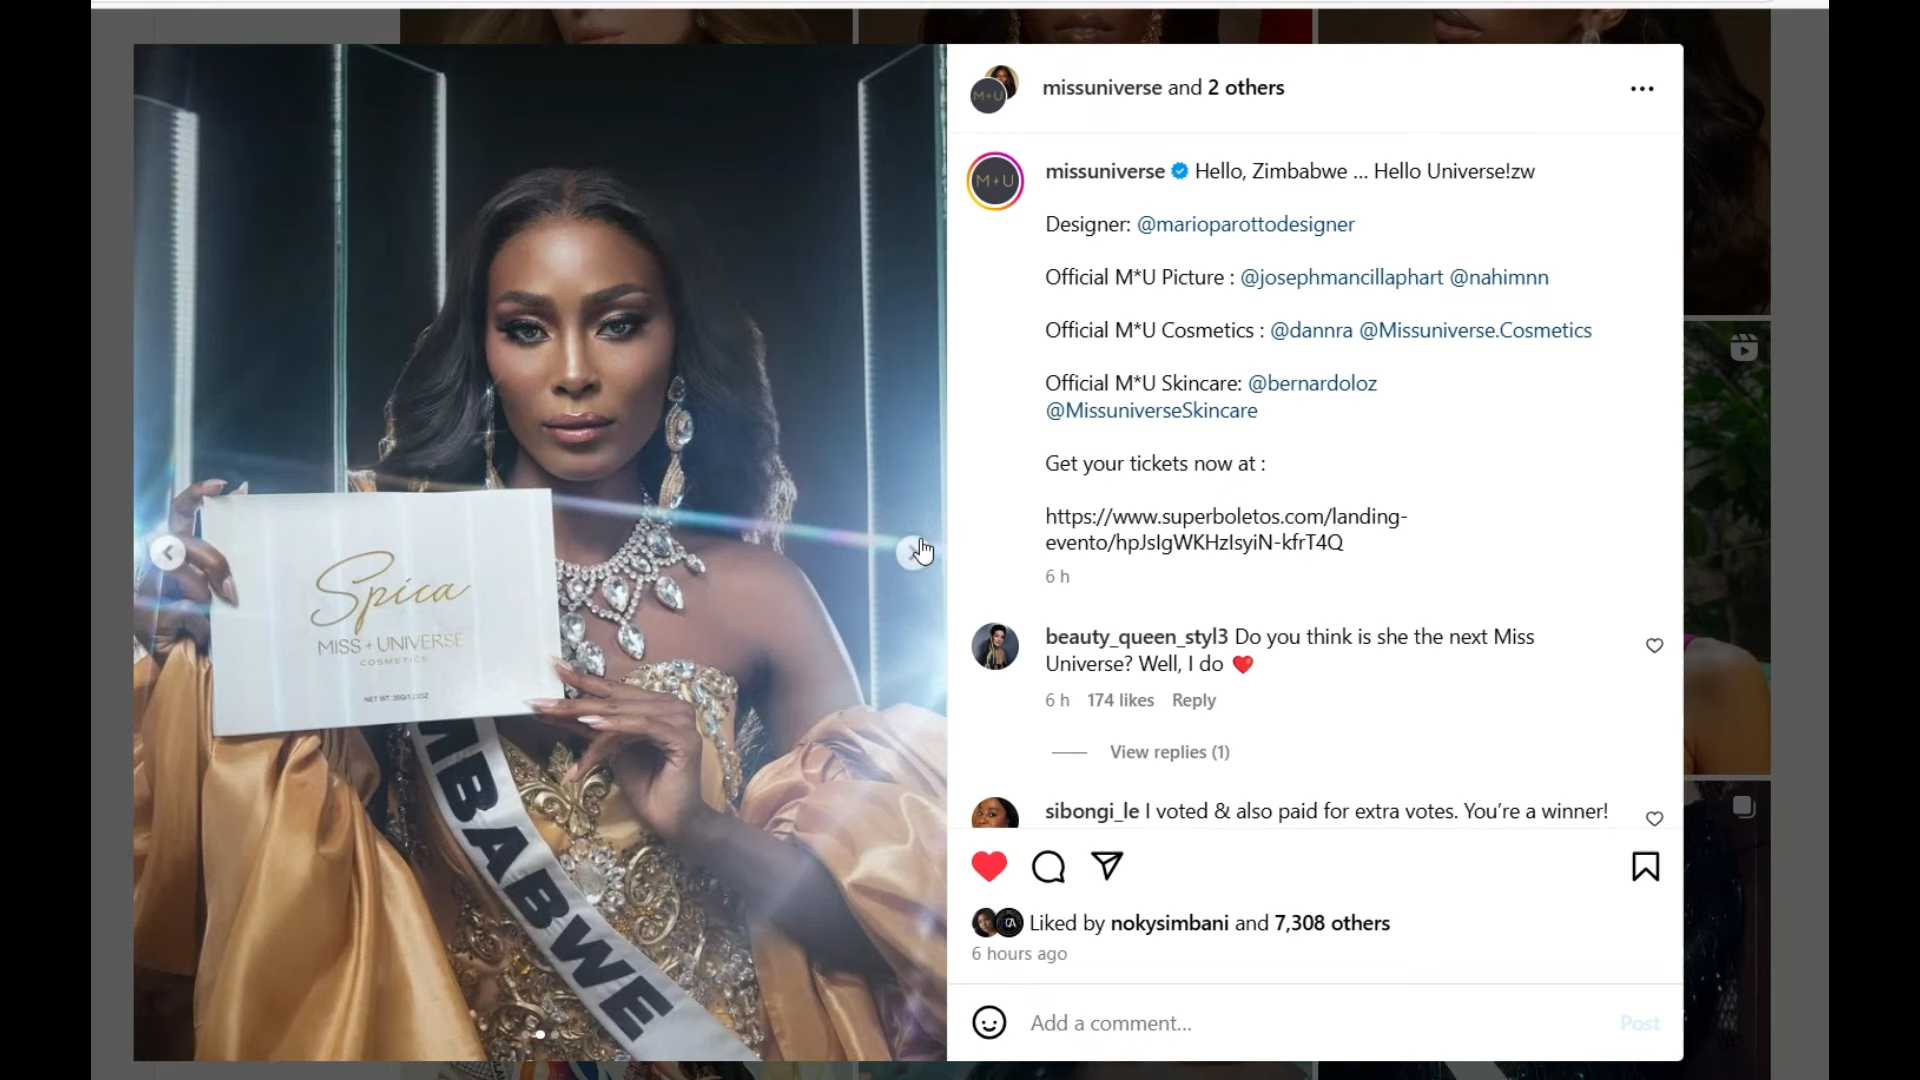 missuniverse and 2 others
missuniverse Hello, Zimbabwe ... Hello Universe!zw
Designer: @marioparottodesigner
Official M*U Picture : @josephmancillaphart @nahimnn
Official M*U Cosmetics : @dannra @Missuniverse.Cosmetics
Official M*U Skincare: @bernardoloz
@MissuniverseSkincare
Get your tickets now at :
https://www.superboletos.com/landing-
evento/hpJsIgWKHzIsyiN-kfrT4Q
6 h
beauty_queen_styl3 Do you think is she the next Miss
Universe? Well, I do ❤️
6 h 174 likes Reply
View replies (1)
sibongi_le I voted & also paid for extra votes. You’re a winner!
Liked by nokysimbani and 7,308 others
6 hours ago
Add a comment...
Post
M+U
M+U
Spica
MISS + UNIVERSE
COSMETICS
MBABWE